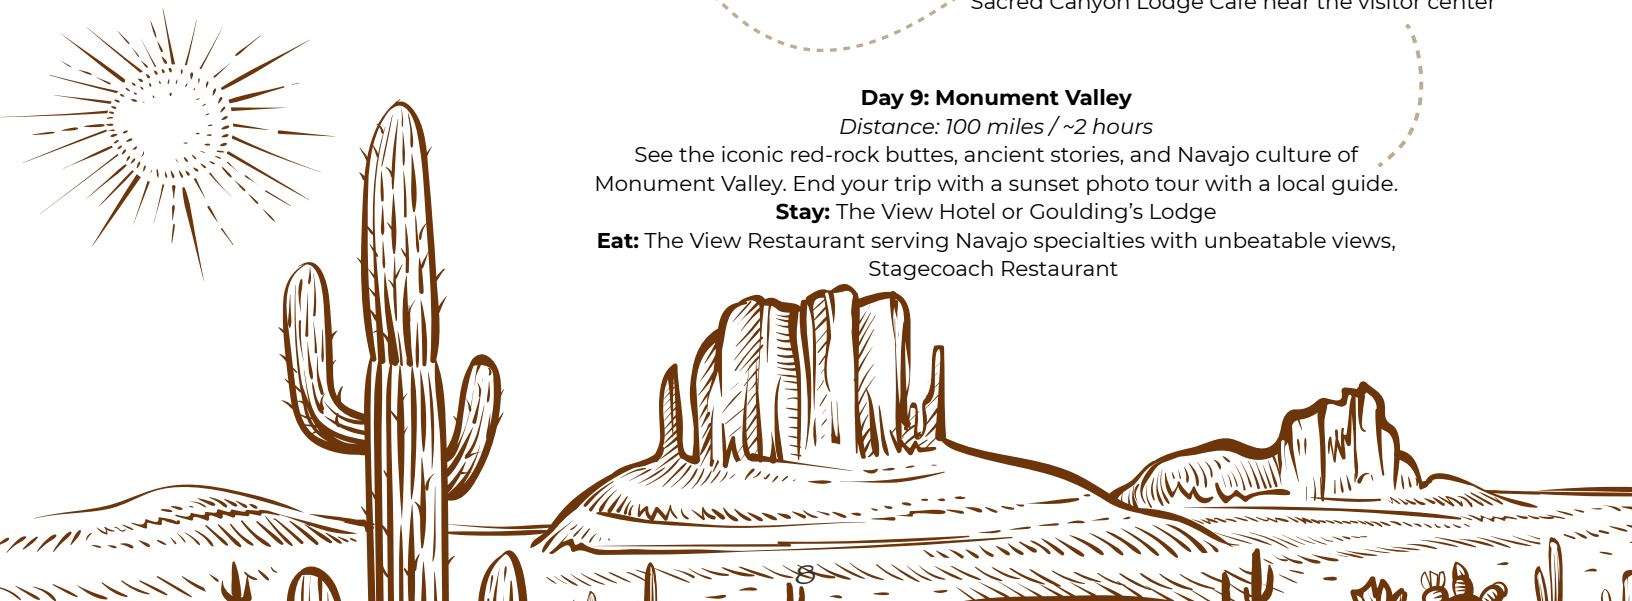 Sacred Canyon Lodge Café near the visitor center
Day 9: Monument Valley
Distance: 100 miles / ~2 hours
See the iconic red-rock buttes, ancient stories, and Navajo culture of
Monument Valley. End your trip with a sunset photo tour with a local guide.
Stay: The View Hotel or Goulding’s Lodge
Eat: The View Restaurant serving Navajo specialties with unbeatable views,
Stagecoach Restaurant
8